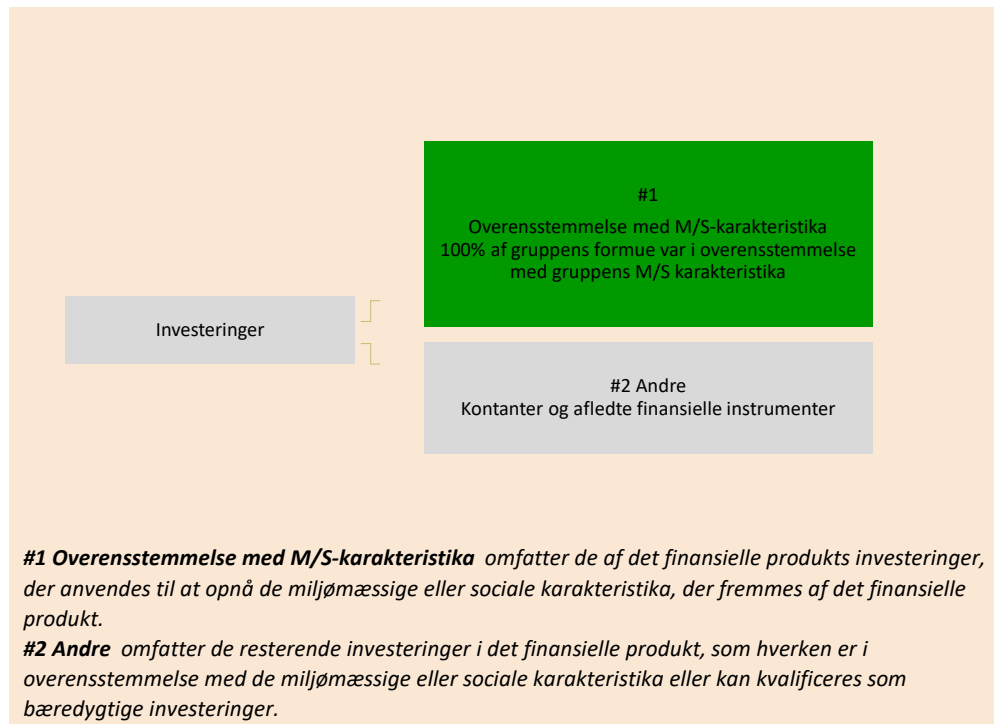 #1
Overensstemmelse med M/S-karakteristika
100% af gruppens formue var i overensstemmelse
med gruppens M/S karakteristika
Investeringer
#2 Andre
Kontanter og afledte finansielle instrumenter
#1 Overensstemmelse med M/S-karakteristika omfatter de af det finansielle produkts investeringer,
der anvendes til at opnå de miljømæssige eller sociale karakteristika, der fremmes af det finansielle
produkt.
#2 Andre omfatter de resterende investeringer i det finansielle produkt, som hverken er i
overensstemmelse med de miljømæssige eller sociale karakteristika eller kan kvalificeres som
bæredygtige investeringer.